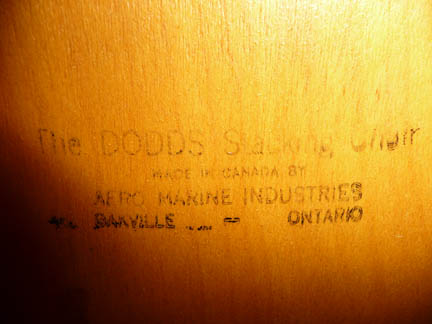 The DODDS Stacking Chair
MADE IN CANADA BY
AERO MARINE INDUSTRIES
OAKVILLE — ONTARIO